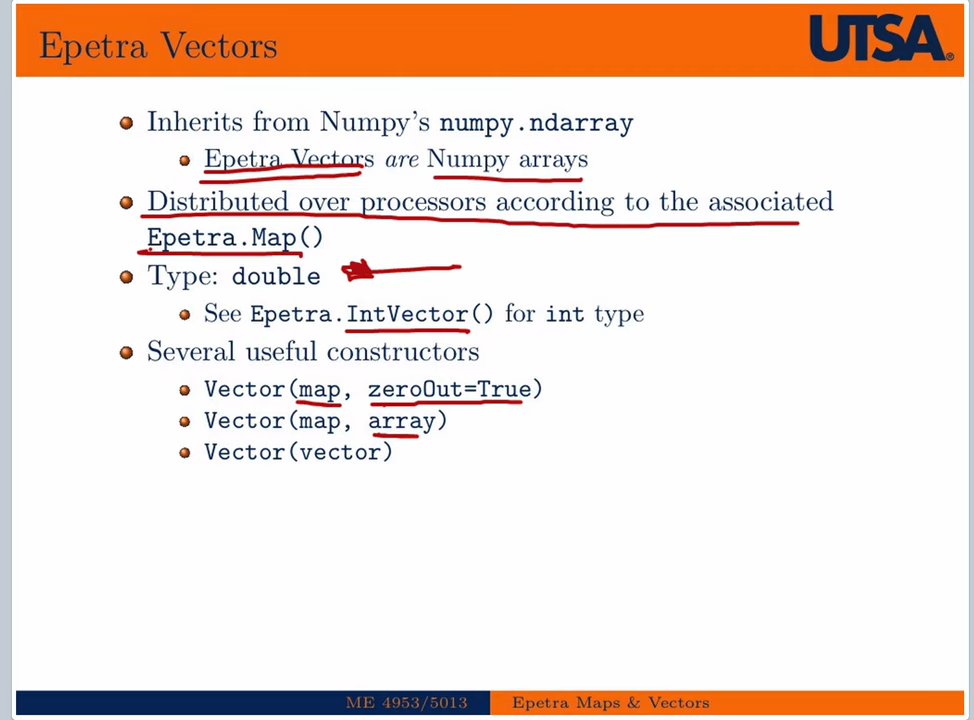 Epetra Vectors
UTSA®
Inherits from Numpy's numpy.ndarray
Epetra Vectors are Numpy arrays
Distributed over processors according to the associated
Epetra.Map()
Type: double
See Epetra.IntVector() for int type
Several useful constructors
Vector(map, zeroOut=True)
Vector(map, array)
Vector(vector)
ME 4953/5013
Epetra Maps & Vectors